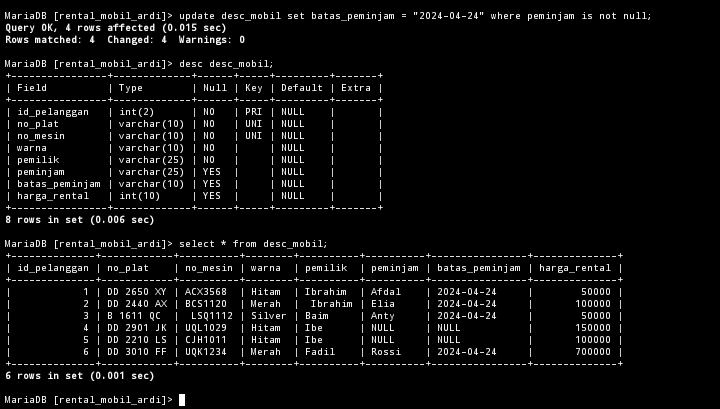 MariaDB [rental_mobil_ardi]> update desc_mobil set batas_peminjam = "2024-04-24" where peminjam is not null;
Query OK, 4 rows affected (0.015 sec)
Rows matched: 4  Changed: 4  Warnings: 0

MariaDB [rental_mobil_ardi]> desc desc_mobil;
+----------------+-------------+------+-----+---------+-------+
| Field          | Type        | Null | Key | Default | Extra |
+----------------+-------------+------+-----+---------+-------+
| id_pelanggan   | int(2)      | NO   | PRI | NULL    |       |
| no_plat        | varchar(10) | NO   | UNI | NULL    |       |
| no_mesin       | varchar(10) | NO   | UNI | NULL    |       |
| warna          | varchar(10) | NO   |     | NULL    |       |
| pemilik        | varchar(25) | NO   |     | NULL    |       |
| peminjam       | varchar(25) | YES  |     | NULL    |       |
| batas_peminjam | varchar(10) | YES  |     | NULL    |       |
| harga_rental   | int(10)     | YES  |     | NULL    |       |
+----------------+-------------+------+-----+---------+-------+
8 rows in set (0.006 sec)

MariaDB [rental_mobil_ardi]> select * from desc_mobil;
+--------------+------------+----------+--------+----------+----------+----------------+--------------+
| id_pelanggan | no_plat    | no_mesin | warna  | pemilik  | peminjam | batas_peminjam | harga_rental |
+--------------+------------+----------+--------+----------+----------+----------------+--------------+
|            1 | DD 2650 XY | ACX3568  | Hitam  | Ibrahim  | Afdal    | 2024-04-24     |        50000 |
|            2 | DD 2440 AX | BCS1120  | Merah  |  Ibrahim | Elia     | 2024-04-24     |       100000 |
|            3 | B 1611 QC  |  LSQ1112 | Silver | Baim     | Anty     | 2024-04-24     |        50000 |
|            4 | DD 2901 JK | UQL1029  | Hitam  | Ibe      | NULL     | NULL           |       150000 |
|            5 | DD 2210 LS | CJH1011  | Hitam  | Ibe      | NULL     | NULL           |       100000 |
|            6 | DD 3010 FF | UQK1234  | Merah  | Fadil    | Rossi    | 2024-04-24     |       700000 |
+--------------+------------+----------+--------+----------+----------+----------------+--------------+
6 rows in set (0.001 sec)

MariaDB [rental_mobil_ardi]>